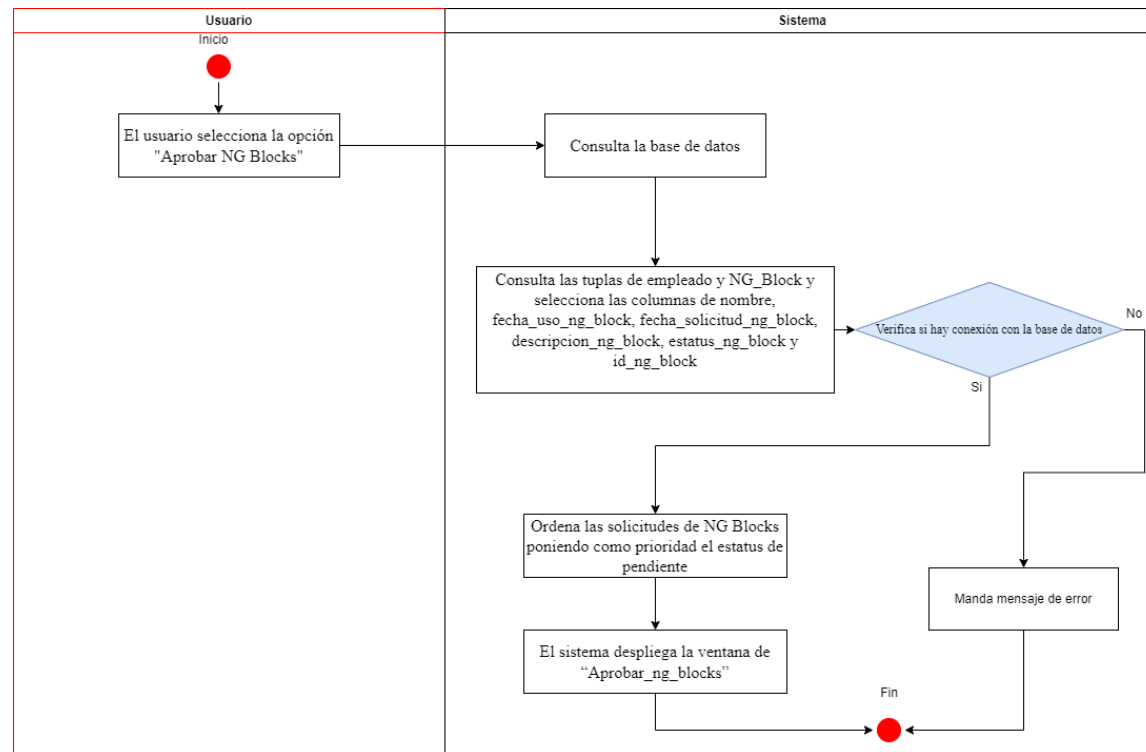 Usuario
Sistema
Inicio
El usuario selecciona la opción
"Aprobar NG Blocks"
Consulta la base de datos
Consulta las tuplas de empleado y NG_Block y
selecciona las columnas de nombre,
fecha_uso_ng_block, fecha_solicitud_ng_block,
descripcion_ng_block, estatus_ng_block y
id_ng_block
Verifica si hay conexión con la base de datos
No
Si
Ordena las solicitudes de NG Blocks
poniendo como prioridad el estatus de
pendiente
Manda mensaje de error
El sistema despliega la ventana de
“Aprobar_ng_blocks”
Fin